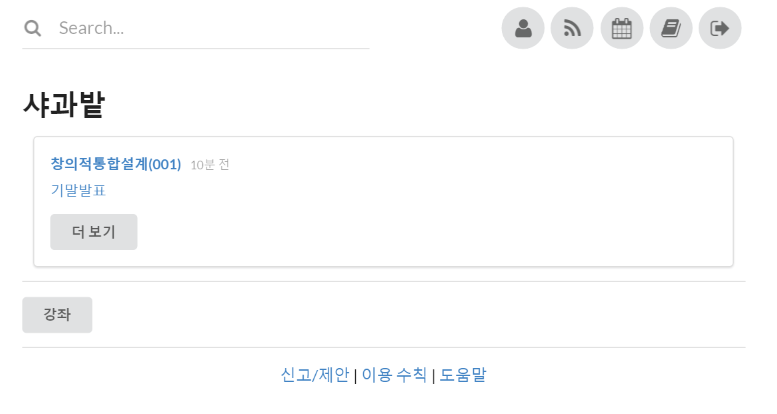 Search...
샤과밭
창의적통합설계(001) 10분 전
기말발표
더 보기
강좌
신고/제안 | 이용 수칙 | 도움말